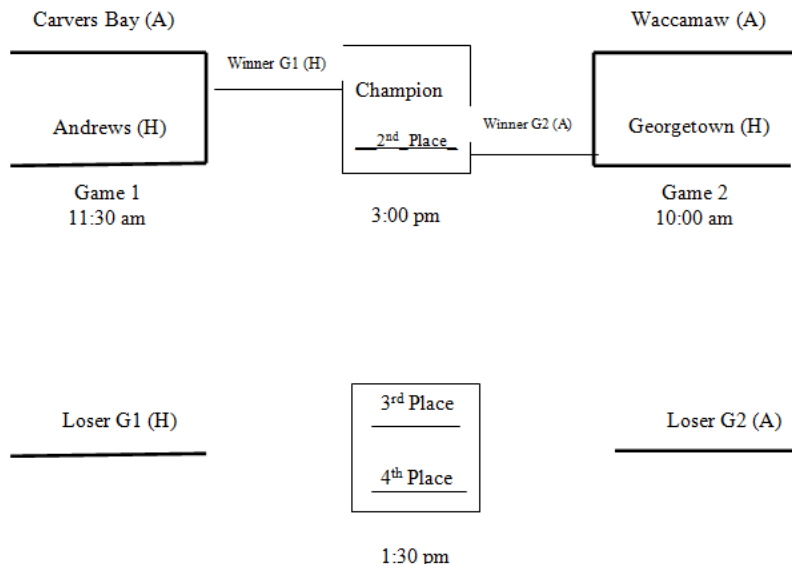 Carvers Bay (A)
Waccamaw (A)
Winner G1 (H)
Champion
Andrews (H)
2nd Place
Winner G2 (A)
Georgetown (H)
Game 1
11:30 am
3:00 pm
Game 2
10:00 am
Loser G1 (H)
3rd Place
Loser G2 (A)
4th Place
1:30 pm